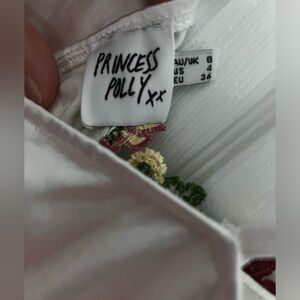 PRINCESS
POLLY xx
AU/UK 8
US 4
EU 36